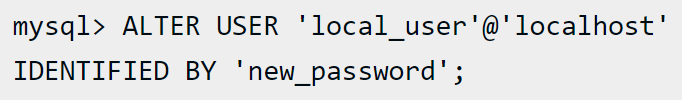 mysql> ALTER USER 'local_user'@'localhost'
IDENTIFIED BY 'new_password';